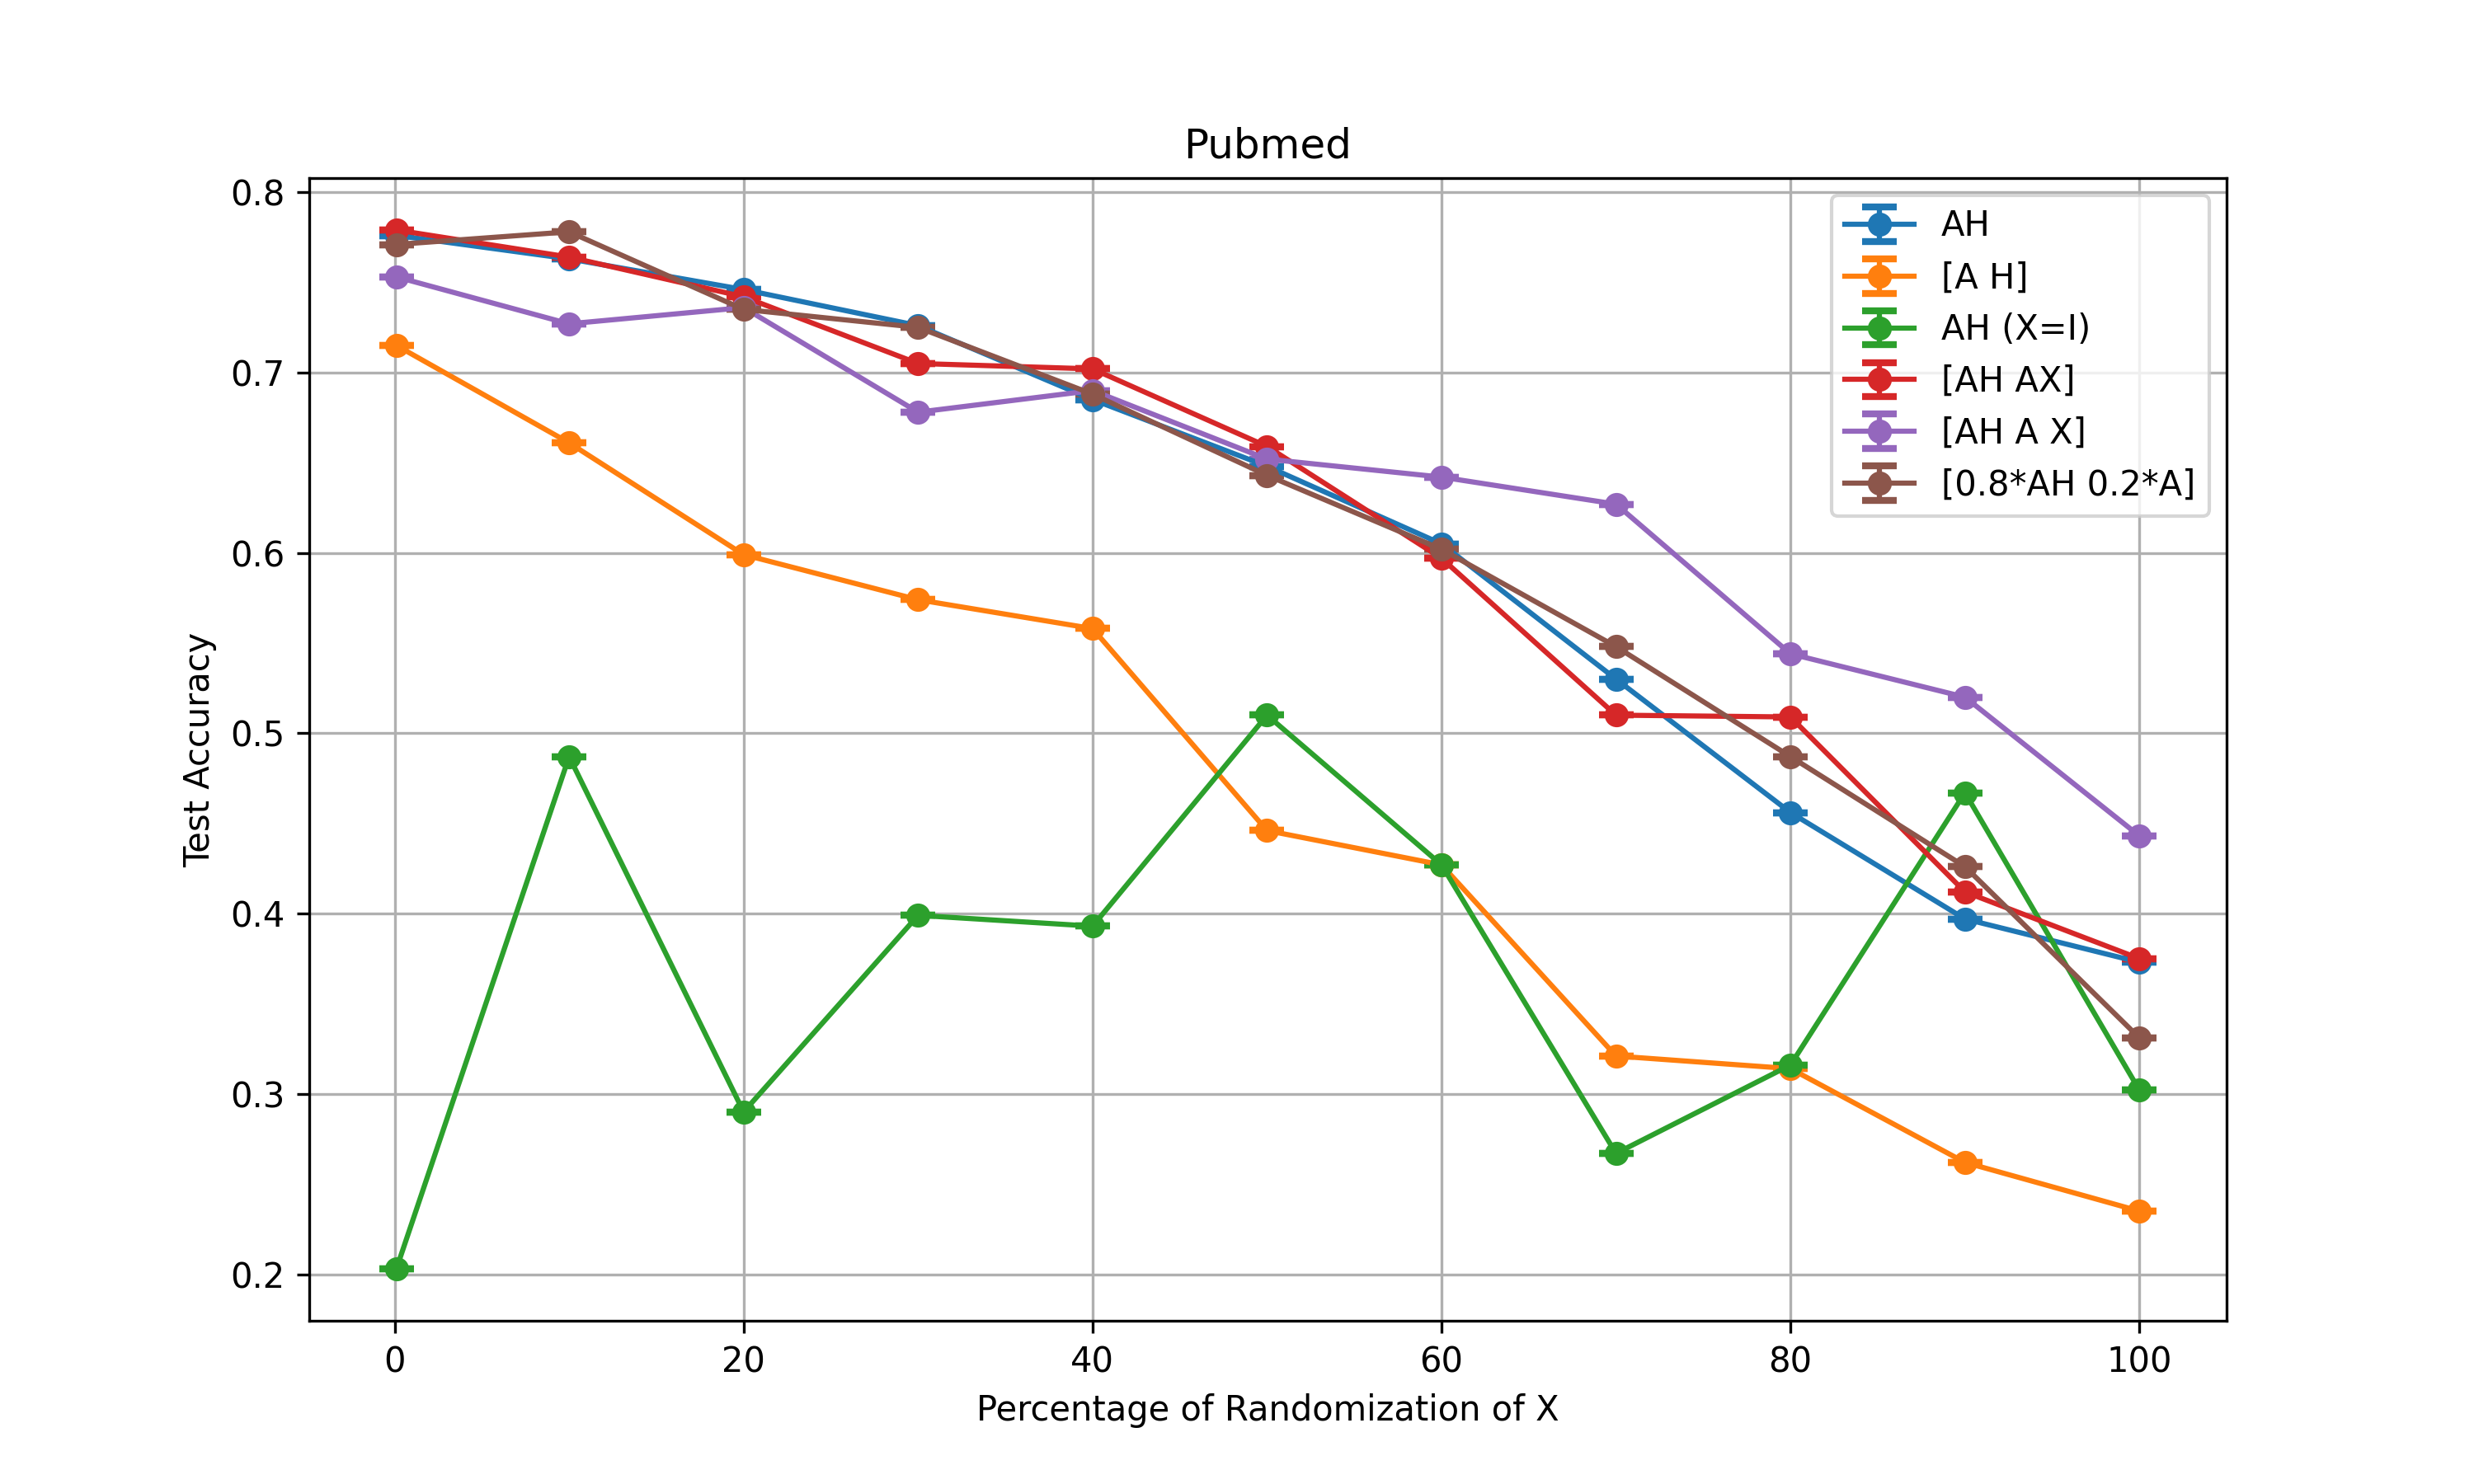 Pubmed
0.8
0.7
0.6
0.5
0.4
0.3
0.2
Test Accuracy
AH
[A H]
AH (X=I)
[AH AX]
[AH A X]
[0.8*AH 0.2*A]
0 20 40 60 80 100
Percentage of Randomization of X